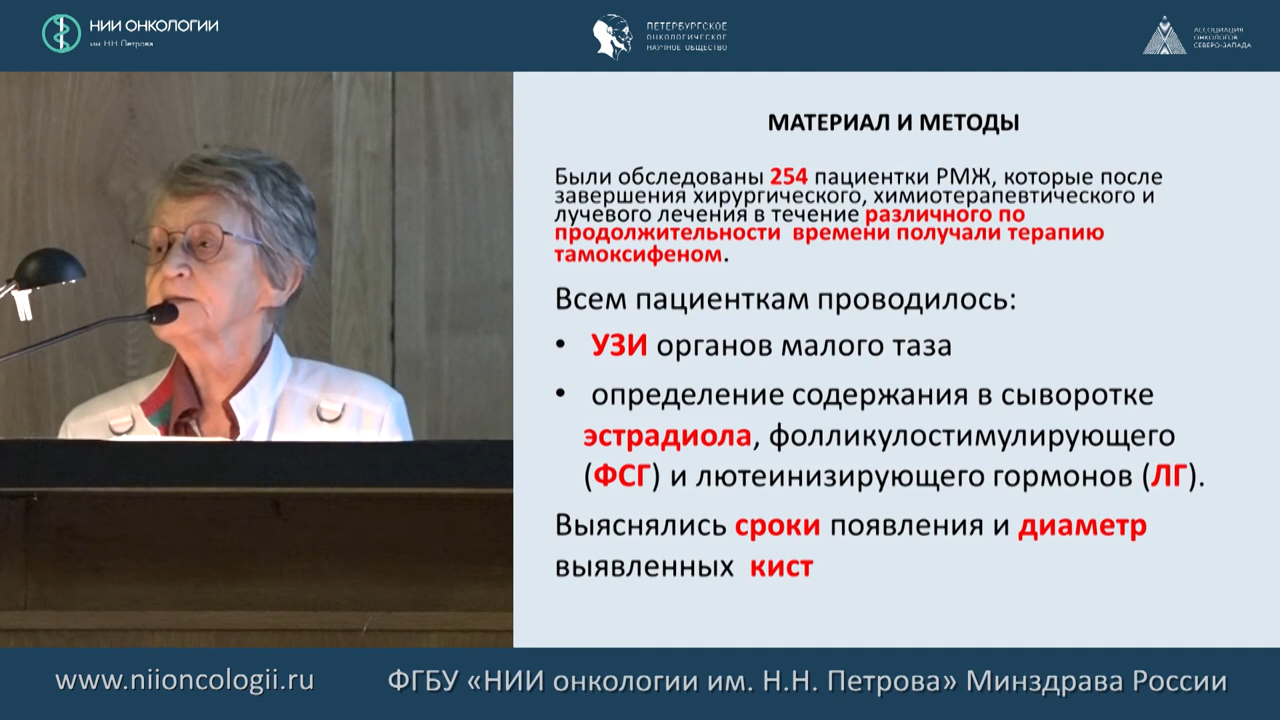 НИИ ОНКОЛОГИИ
им. Н.Н. Петрова
ПЕТЕРБУРГСКОЕ
ОНКОЛОГИЧЕСКОЕ
НАУЧНОЕ ОБЩЕСТВО
АССОЦИАЦИЯ
ОНКОЛОГОВ
СЕВЕРО-ЗАПАДА
МАТЕРИАЛ И МЕТОДЫ
Были обследованы 254 пациентки РМЖ, которые после
завершения хирургического, химиотерапевтического и
лучевого лечения в течение различного по
продолжительности времени получали терапию
тамоксифеном.
Всем пациенткам проводилось:
• УЗИ органов малого таза
• определение содержания в сыворотке
эстрадиола, фолликулостимулирующего
(ФСГ) и лютеинизирующего гормонов (ЛГ).
Выяснялись сроки появления и диаметр
выявленных кист
www.niioncologii.ru
ФГБУ «НИИ онкологии им. Н.Н. Петрова» Минздрава России